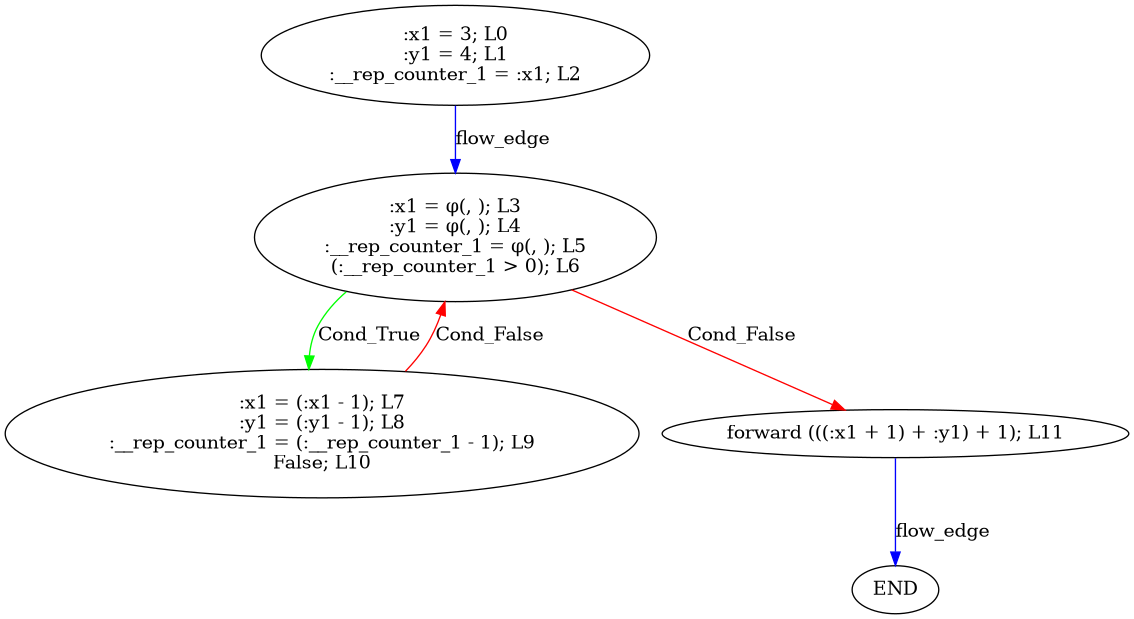 :x1 = 3; L0
:y1 = 4; L1
:__rep_counter_1 = :x1; L2
flow_edge
:x1 = φ(, ); L3
:y1 = φ(, ); L4
:__rep_counter_1 = φ(, ); L5
(:__rep_counter_1 > 0); L6
Cond_True
Cond_False
Cond_False
:x1 = (:x1 - 1); L7
:y1 = (:y1 - 1); L8
:__rep_counter_1 = (:__rep_counter_1 - 1); L9
False; L10
forward (((:x1 + 1) + :y1) + 1); L11
flow_edge
END